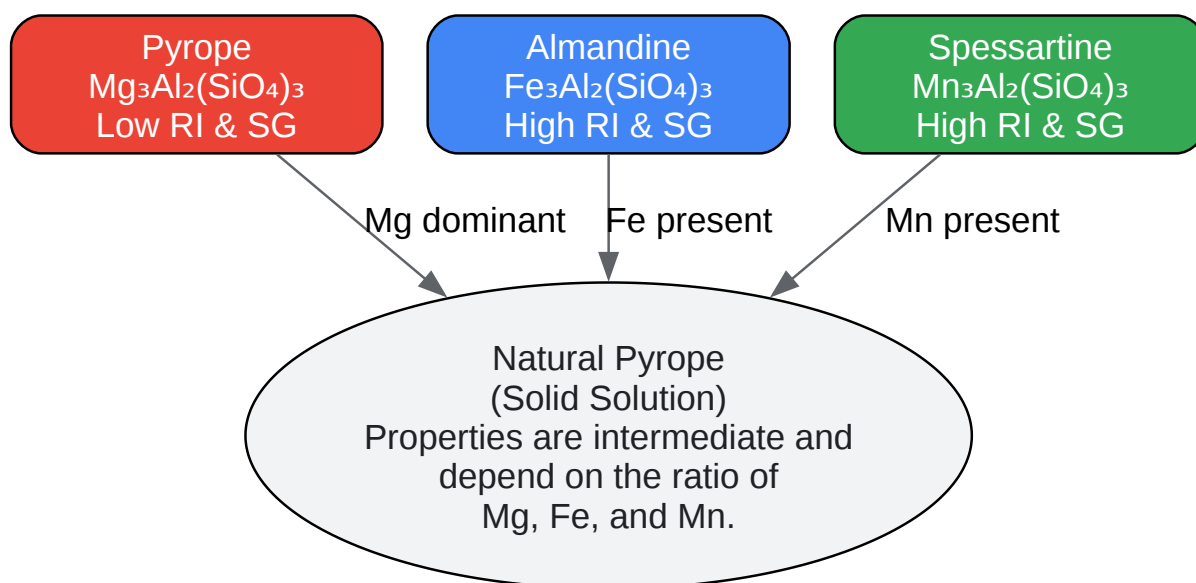 Pyrope
Mg₃Al₂(SiO₄)₃
Low RI & SG
Almandine
Fe₃Al₂(SiO₄)₃
High RI & SG
Spessartine
Mn₃Al₂(SiO₄)₃
High RI & SG
Mg dominant
Fe present
Mn present
Natural Pyrope
(Solid Solution)
Properties are intermediate and
depend on the ratio of
Mg, Fe, and Mn.